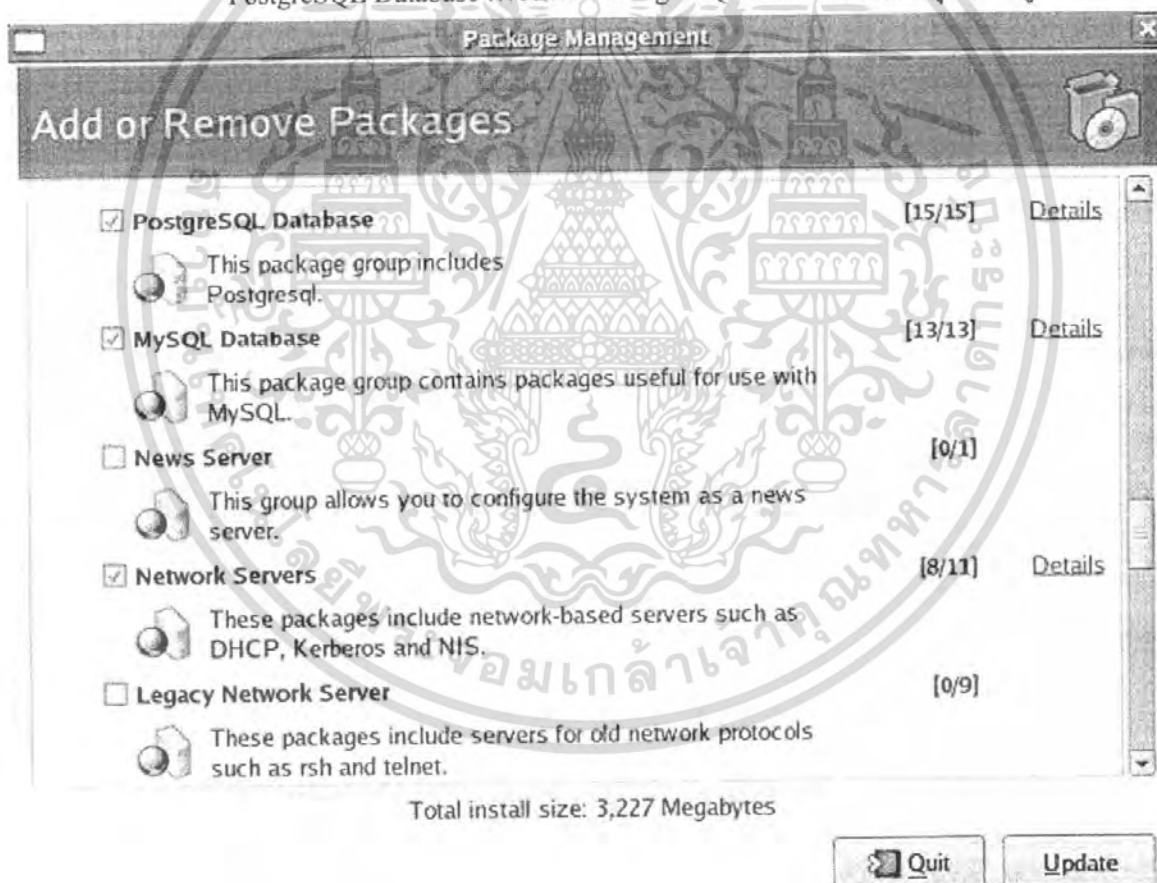 PostgreSQL Database
Package Management
Add or Remove Packages
PostgreSQL Database [15/15] Details
This package group includes
Postgresql.
MySQL Database [13/13] Details
This package group contains packages useful for use with
MySQL.
News Server [0/1]
This group allows you to configure the system as a news
server.
Network Servers [8/11] Details
These packages include network-based servers such as
DHCP, Kerberos and NIS.
Legacy Network Server [0/9]
These packages include servers for old network protocols
such as rsh and telnet.
Total install size: 3,227 Megabytes
Quit Update